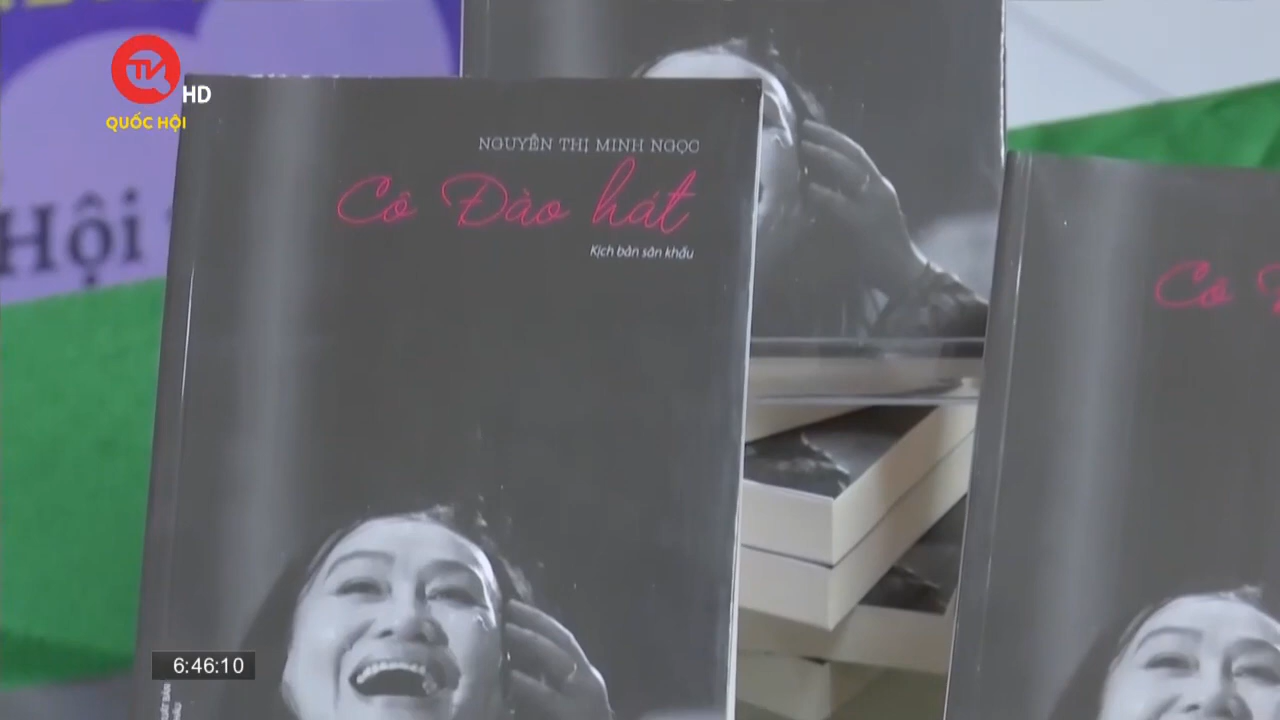 TV
HD
QUỐC HỘI
Hội
NGUYỄN THỊ MINH NGỌC
Cô Đào hát
Kịch bản sân khấu
Cô
6:46:10